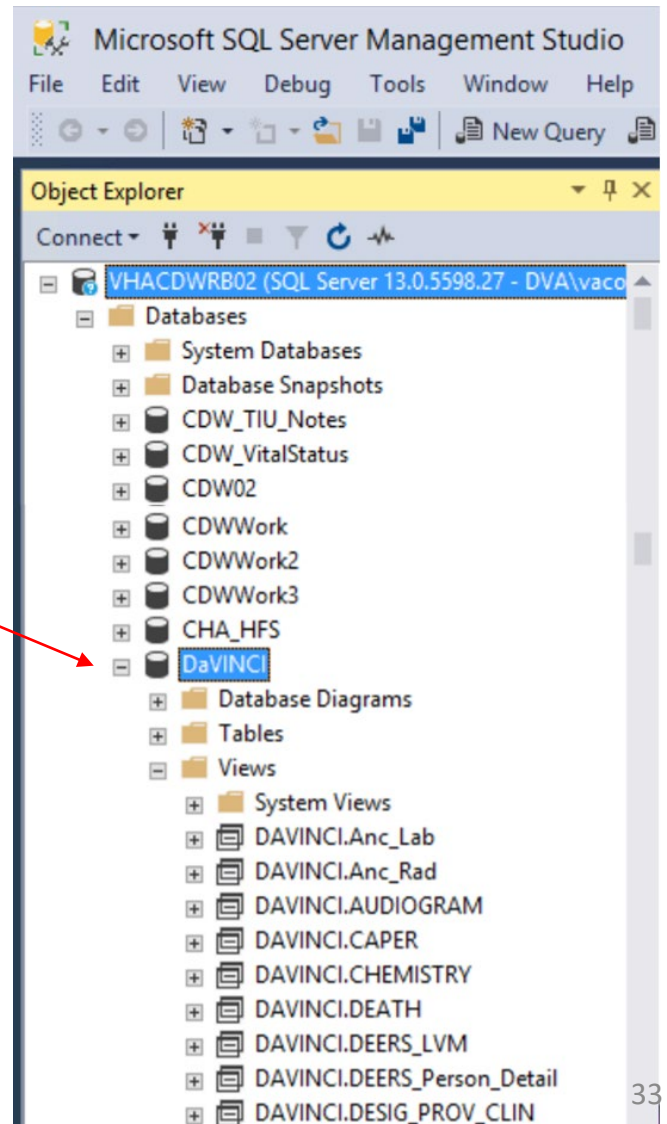 Microsoft SQL Server Management Studio
File Edit View Debug Tools Window Help
New Query
Object Explorer
Connect
VHACDWRB02 (SQL Server 13.0.5598.27 - DVA\vaco
Databases
System Databases
Database Snapshots
CDW_TIU_Notes
CDW_VitalStatus
CDW02
CDWWork
CDWWork2
CDWWork3
CHA_HFS
DaVINCI
Database Diagrams
Tables
Views
System Views
DAVINCI.Anc_Lab
DAVINCI.Anc_Rad
DAVINCI.AUDIOGRAM
DAVINCI.CAPER
DAVINCI.CHEMISTRY
DAVINCI.DEATH
DAVINCI.DEERS_LVM
DAVINCI.DEERS_Person_Detail
DAVINCI.DESIG_PROV_CLIN
33